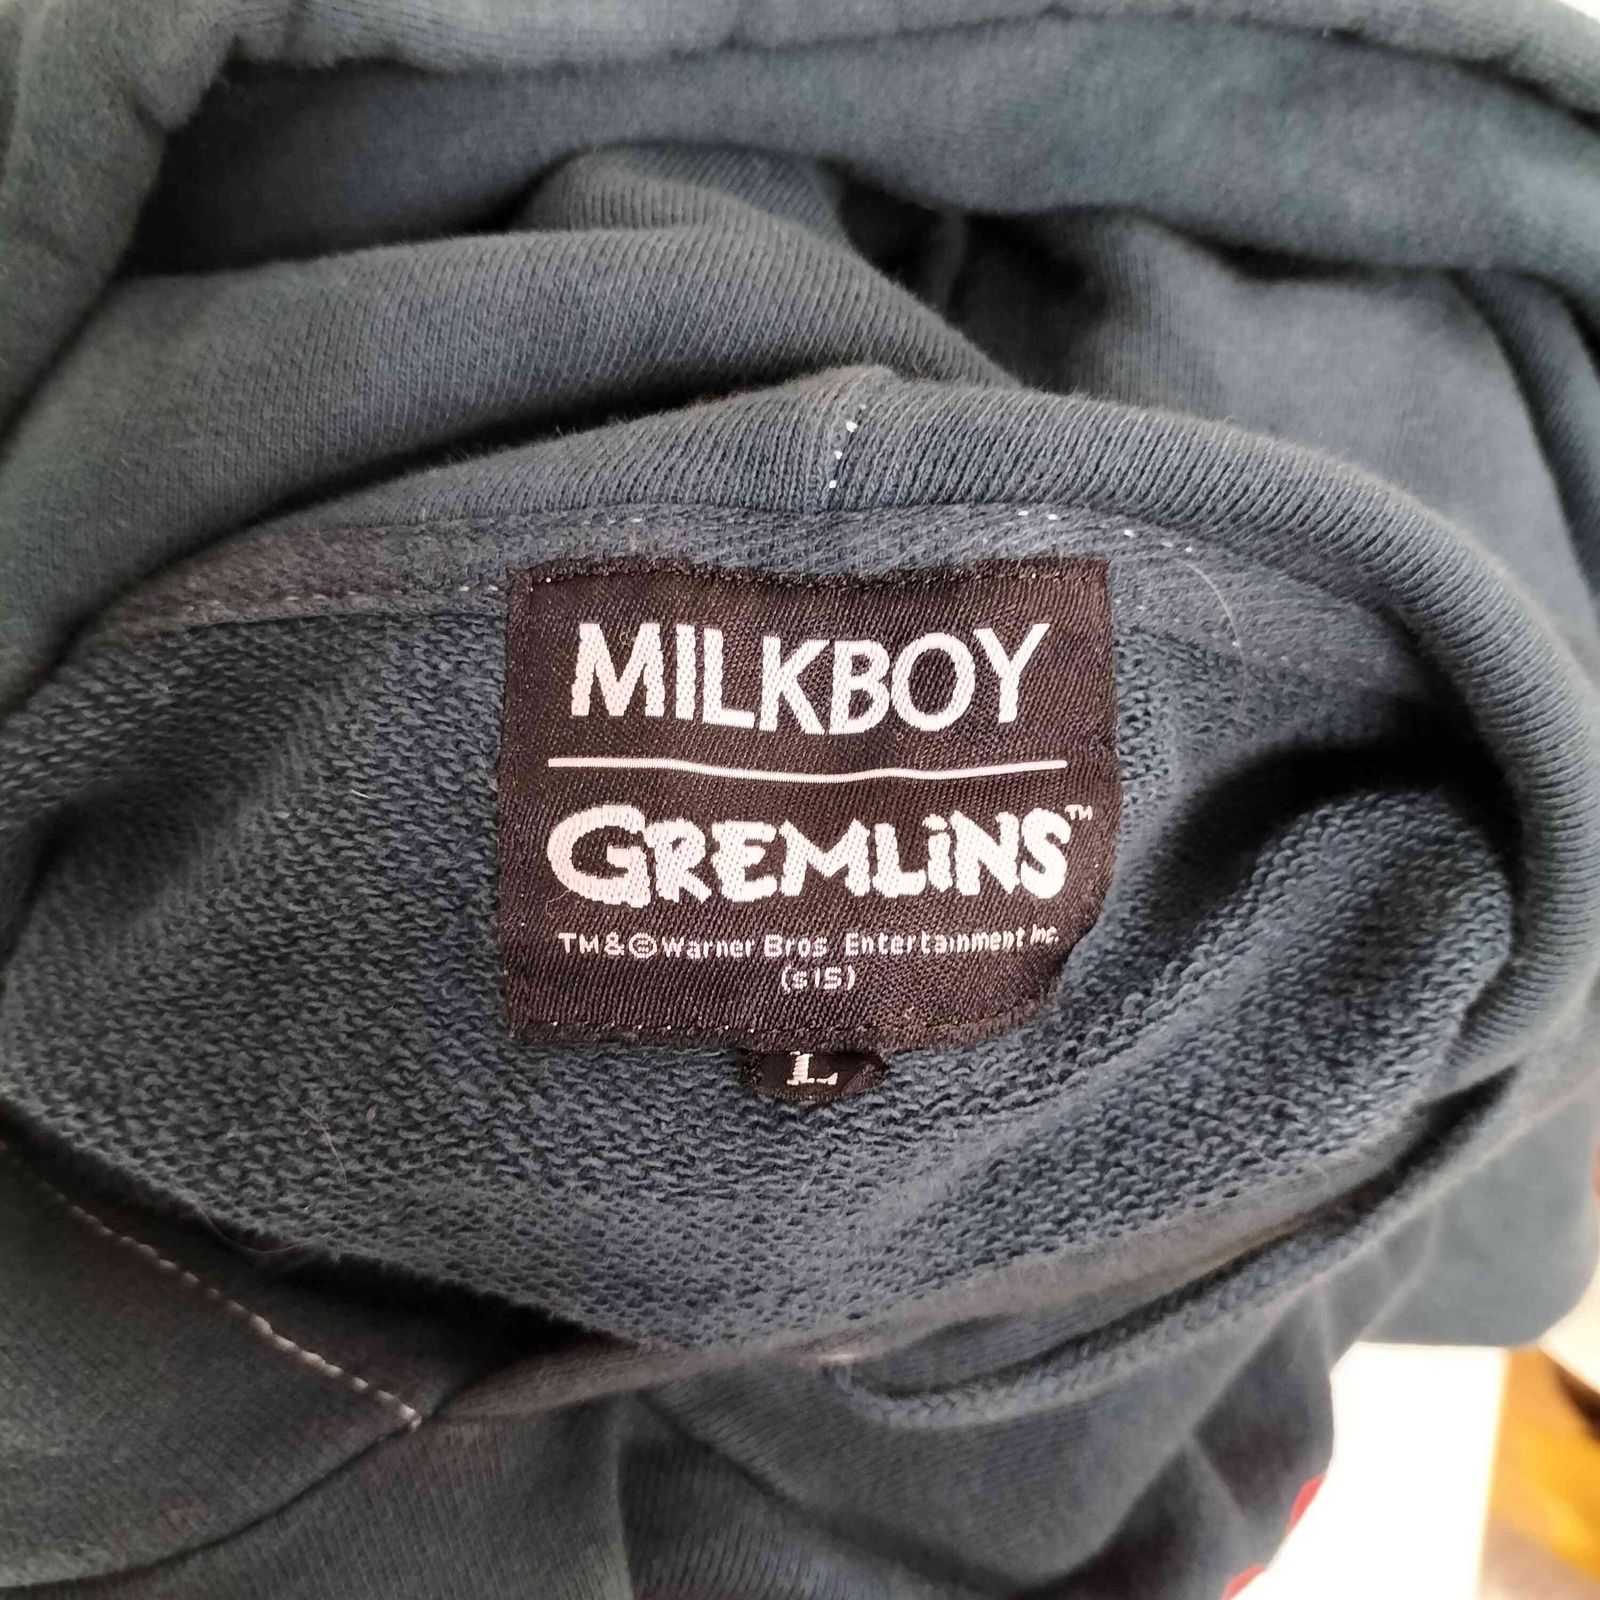 MILKBOY
GREMLiNS™
TM & © Warner Bros. Entertainment Inc.
(s15)
L